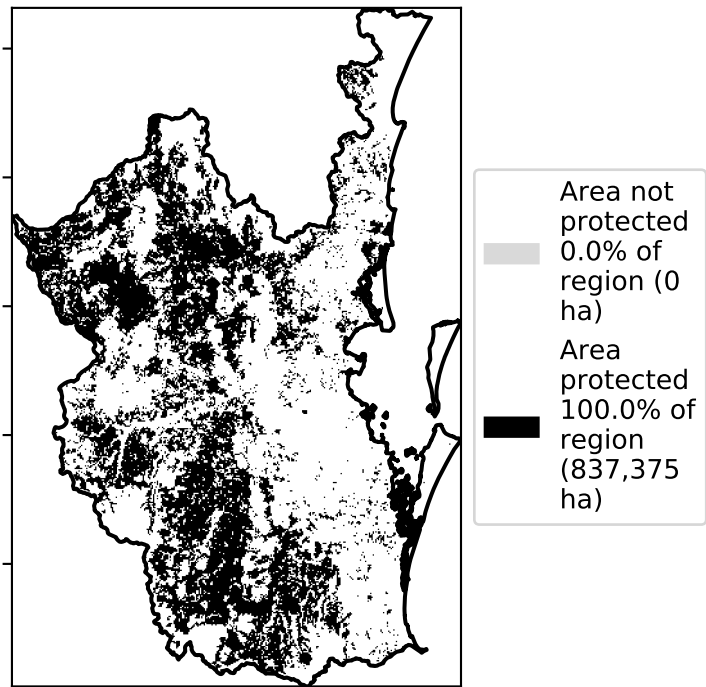 Area not
protected
0.0% of
region (0
ha)
Area
protected
100.0% of
region
(837,375
ha)